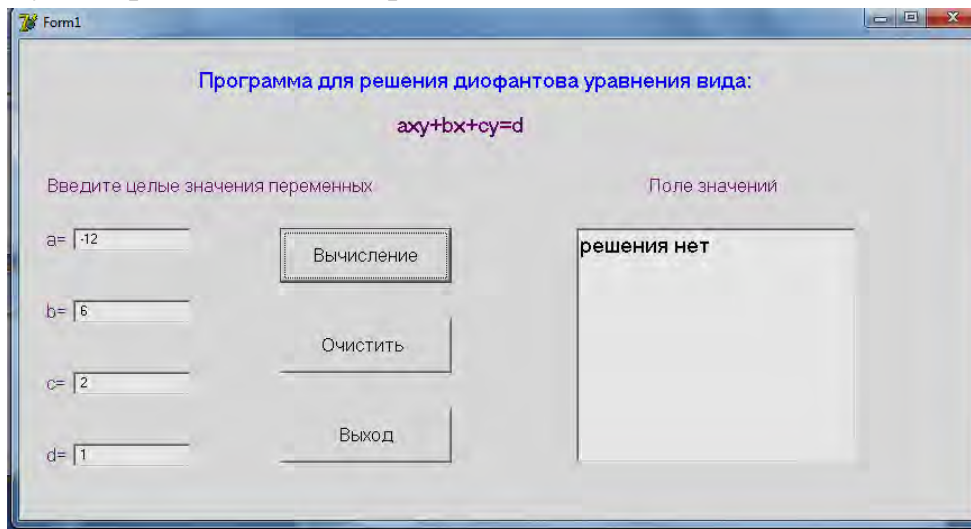 Form1
Программа для решения диофантова уравнения вида:
axy+bx+cy=d
Введите целые значения переменных
Поле значений
a= -12
Вычисление
решения нет
b= 6
Очистить
c= 2
Выход
d= 1